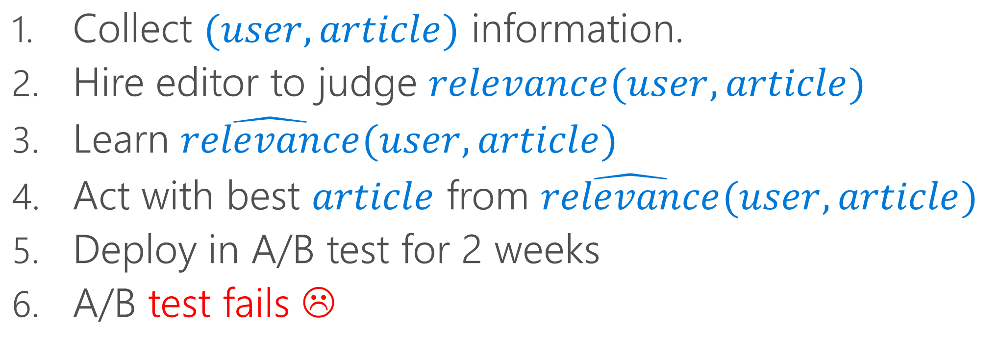 1. Collect (user, article) information.
2. Hire editor to judge relevance(user, article)
3. Learn \widehat{relevance}(user, article)
4. Act with best article from \widehat{relevance}(user, article)
5. Deploy in A/B test for 2 weeks
6. A/B test fails ☹